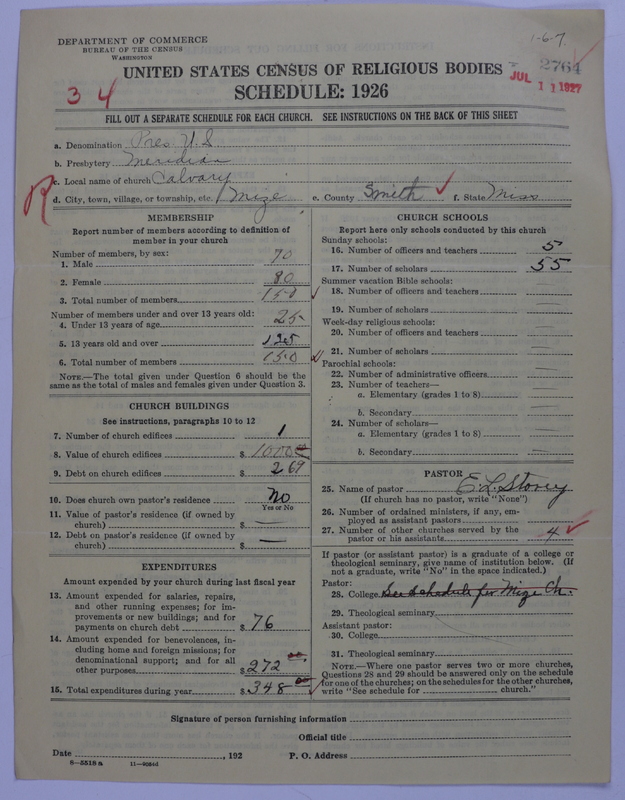 DEPARTMENT OF COMMERCE
BUREAU OF THE CENSUS
WASHINGTON
1-6-7.
2764
JUL 11 1927
UNITED STATES CENSUS OF RELIGIOUS BODIES
3 4
SCHEDULE: 1926
FILL OUT A SEPARATE SCHEDULE FOR EACH CHURCH. SEE INSTRUCTIONS ON THE BACK OF THIS SHEET
a. Denomination Pres. U.S
b. Presbytery Meridian
c. Local name of church Calvary
R
d. City, town, village, or township, etc. Mize e. County Smith f. State Miss
MEMBERSHIP
Report number of members according to definition of
member in your church
Number of members, by sex:
1. Male 70
2. Female 80
3. Total number of members 150
Number of members under and over 13 years old:
4. Under 13 years of age 25
5. 13 years old and over 125
6. Total number of members 150
NOTE.—The total given under Question 6 should be the
same as the total of males and females given under Question 3.
CHURCH BUILDINGS
See instructions, paragraphs 10 to 12
7. Number of church edifices 1
8. Value of church edifices $ 1000 00
9. Debt on church edifices $ 269
10. Does church own pastor's residence No
Yes or No
11. Value of pastor's residence (if owned by
church) $ —
12. Debt on pastor's residence (if owned by
church) $ —
EXPENDITURES
Amount expended by your church during last fiscal year
13. Amount expended for salaries, repairs,
and other running expenses; for im-
provements or new buildings; and for
payments on church debt $ 76
14. Amount expended for benevolences, in-
cluding home and foreign missions; for
denominational support; and for all
other purposes $ 272 00
15. Total expenditures during year $ 348 00
CHURCH SCHOOLS
Report here only schools conducted by this church
Sunday schools:
16. Number of officers and teachers 5
17. Number of scholars 55
Summer vacation Bible schools:
18. Number of officers and teachers —
19. Number of scholars —
Week-day religious schools:
20. Number of officers and teachers —
21. Number of scholars —
Parochial schools:
22. Number of administrative officers —
23. Number of teachers—
a. Elementary (grades 1 to 8) —
b. Secondary —
24. Number of scholars—
a. Elementary (grades 1 to 8) —
b. Secondary —
PASTOR
25. Name of pastor E. L. Storey
(If church has no pastor, write "None")
26. Number of ordained ministers, if any, em-
ployed as assistant pastors
27. Number of other churches served by the
pastor or his assistants 4
If pastor (or assistant pastor) is a graduate of a college or
theological seminary, give name of institution below. (If
not a graduate, write "No" in the space indicated.)
Pastor:
28. College See schedule for Mize Ch.
29. Theological seminary
Assistant pastor:
30. College
31. Theological seminary
NOTE.—Where one pastor serves two or more churches,
Questions 28 and 29 should be answered only on the schedule
for one of the churches; on the schedules for the other churches,
write "See schedule for church."
Signature of person furnishing information
Official title
Date , 192 P. O. Address
8—5518 a